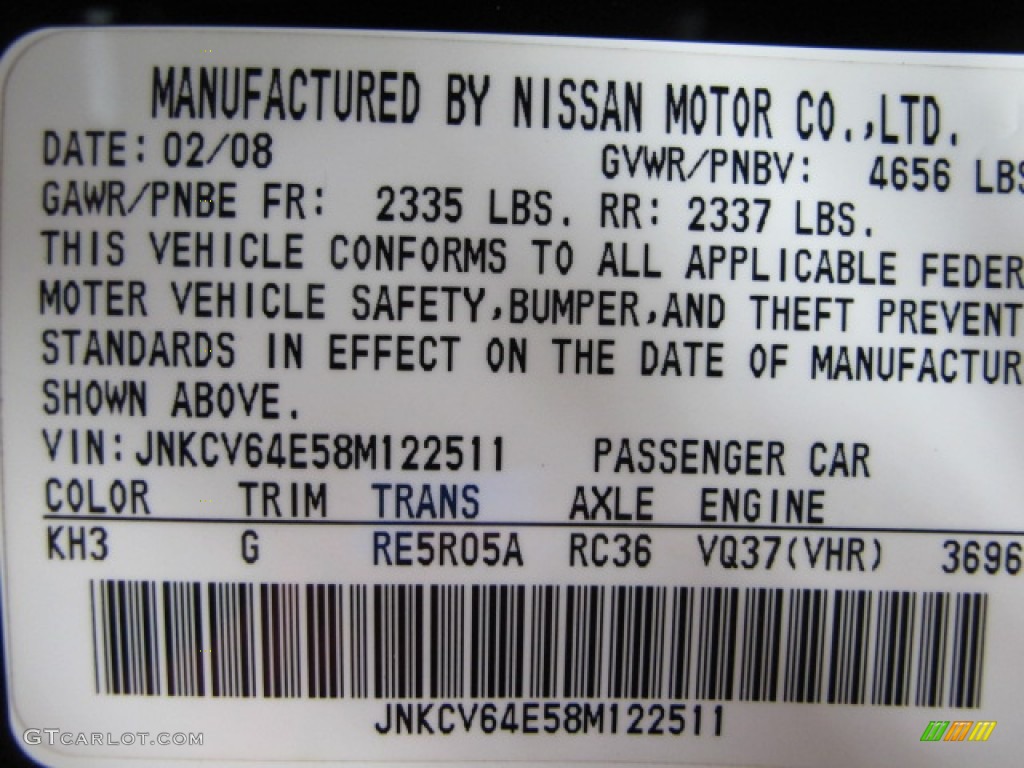 MANUFACTURED BY NISSAN MOTOR CO.,LTD.
DATE: 02/08 GVWR/PNBV: 4656 LBS
GAWR/PNBE FR: 2335 LBS. RR: 2337 LBS.
THIS VEHICLE CONFORMS TO ALL APPLICABLE FEDER
MOTER VEHICLE SAFETY,BUMPER,AND THEFT PREVENT
STANDARDS IN EFFECT ON THE DATE OF MANUFACTUR
SHOWN ABOVE.
VIN:JNKCV64E58M122511 PASSENGER CAR
COLOR TRIM TRANS AXLE ENGINE
KH3 G RE5R05A RC36 VQ37(VHR) 3696
JNKCV64E58M122511
GTCARLOT.COM